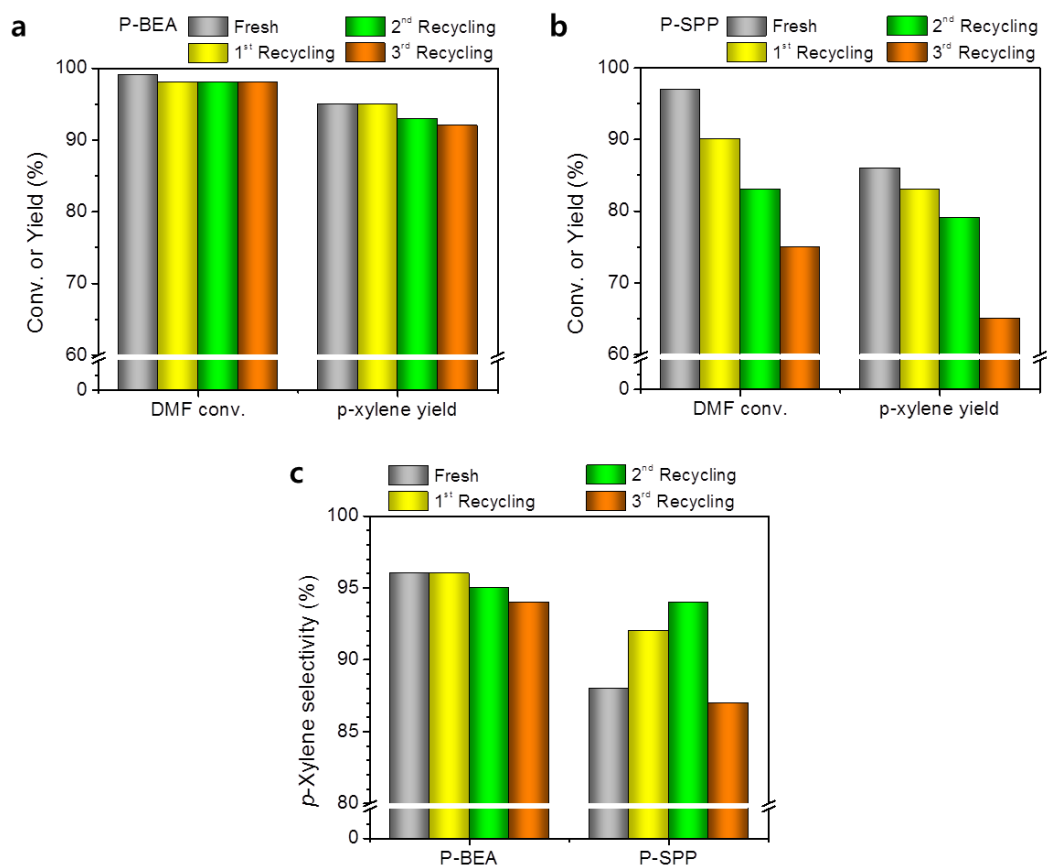 a
P-BEA
Fresh
2nd Recycling
1st Recycling
3rd Recycling
Conv. or Yield (%)
100
90
80
70
60
0
DMF conv.
p-xylene yield
b
P-SPP
Fresh
2nd Recycling
1st Recycling
3rd Recycling
Conv. or Yield (%)
100
90
80
70
60
0
DMF conv.
p-xylene yield
c
Fresh
2nd Recycling
1st Recycling
3rd Recycling
p-Xylene selectivity (%)
100
95
90
85
80
0
P-BEA
P-SPP